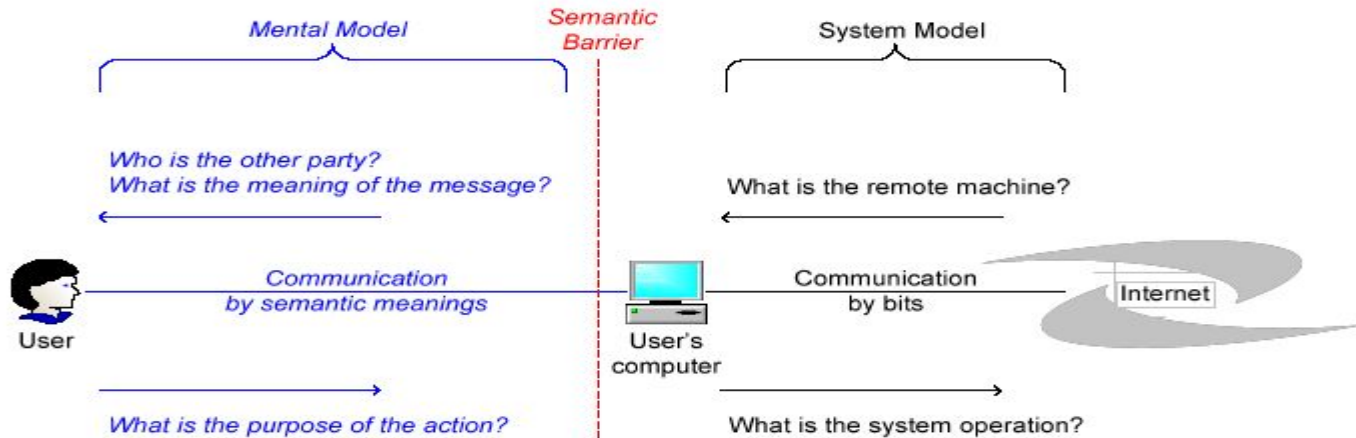 Mental Model
Semantic
Barrier
System Model
Who is the other party?
What is the meaning of the message?
What is the remote machine?
Communication
by semantic meanings
Communication
by bits
Internet
User
User's
computer
What is the purpose of the action?
What is the system operation?